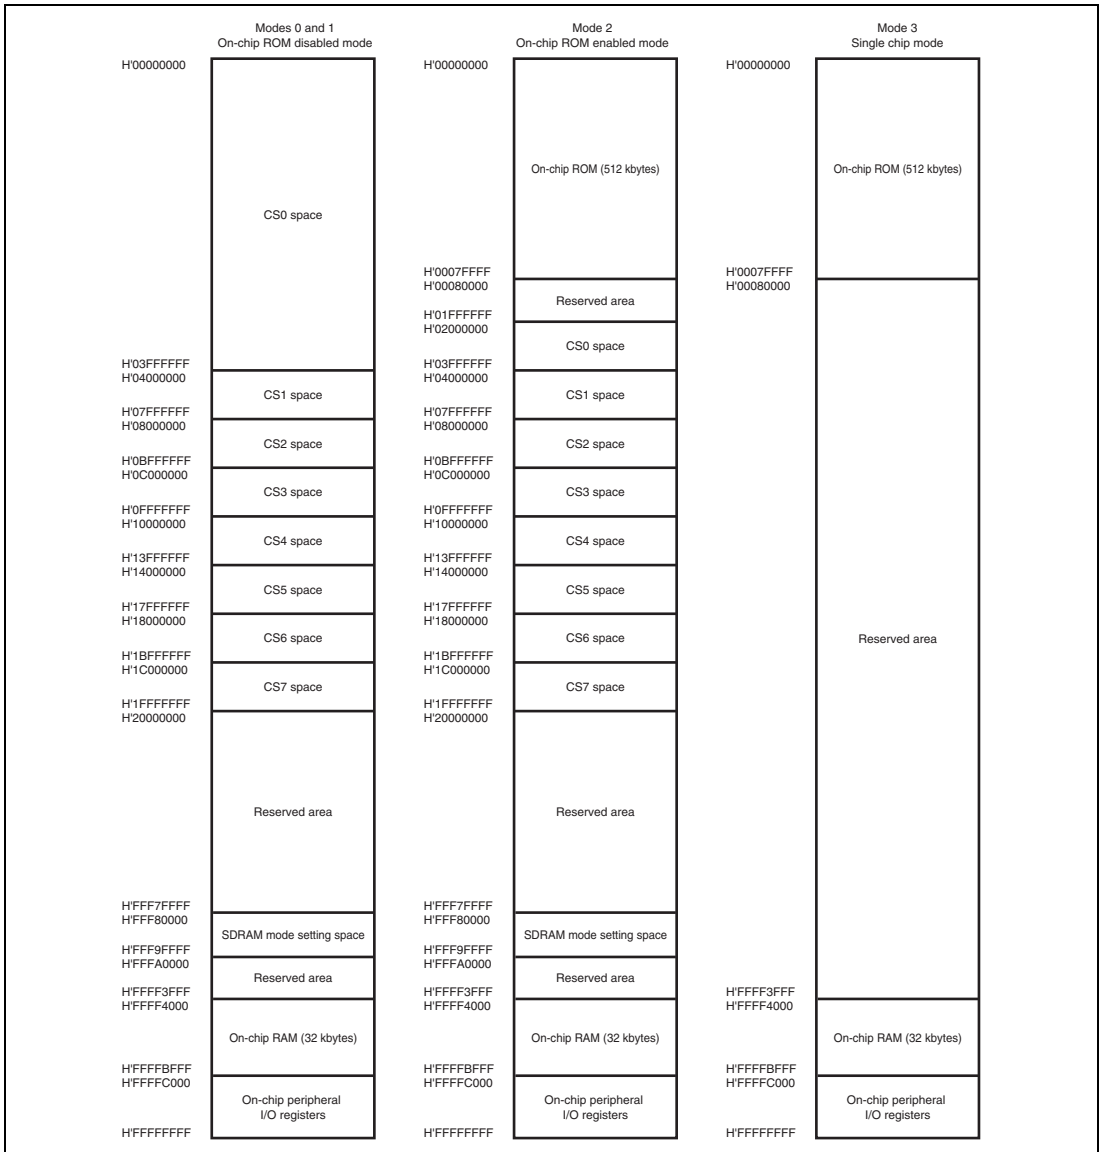 Modes 0 and 1
On-chip ROM disabled mode
H'00000000
CS0 space
H'03FFFFFF
H'04000000
CS1 space
H'07FFFFFF
H'08000000
CS2 space
H'0BFFFFFF
H'0C000000
CS3 space
H'0FFFFFFF
H'10000000
CS4 space
H'13FFFFFF
H'14000000
CS5 space
H'17FFFFFF
H'18000000
CS6 space
H'1BFFFFFF
H'1C000000
CS7 space
H'1FFFFFFF
H'20000000
Reserved area
H'FFF7FFFF
H'FFF80000
SDRAM mode setting space
H'FFF9FFFF
H'FFFA0000
Reserved area
H'FFFF3FFF
H'FFFF4000
On-chip RAM (32 kbytes)
H'FFFFBFFF
H'FFFFC000
On-chip peripheral
I/O registers
H'FFFFFFFF
Mode 2
On-chip ROM enabled mode
H'00000000
On-chip ROM (512 kbytes)
H'0007FFFF
H'00080000
Reserved area
H'01FFFFFF
H'02000000
CS0 space
H'03FFFFFF
H'04000000
CS1 space
H'07FFFFFF
H'08000000
CS2 space
H'0BFFFFFF
H'0C000000
CS3 space
H'0FFFFFFF
H'10000000
CS4 space
H'13FFFFFF
H'14000000
CS5 space
H'17FFFFFF
H'18000000
CS6 space
H'1BFFFFFF
H'1C000000
CS7 space
H'1FFFFFFF
H'20000000
Reserved area
H'FFF7FFFF
H'FFF80000
SDRAM mode setting space
H'FFF9FFFF
H'FFFA0000
Reserved area
H'FFFF3FFF
H'FFFF4000
On-chip RAM (32 kbytes)
H'FFFFBFFF
H'FFFFC000
On-chip peripheral
I/O registers
H'FFFFFFFF
Mode 3
Single chip mode
H'00000000
On-chip ROM (512 kbytes)
H'0007FFFF
H'00080000
Reserved area
H'FFFF3FFF
H'FFFF4000
On-chip RAM (32 kbytes)
H'FFFFBFFF
H'FFFFC000
On-chip peripheral
I/O registers
H'FFFFFFFF